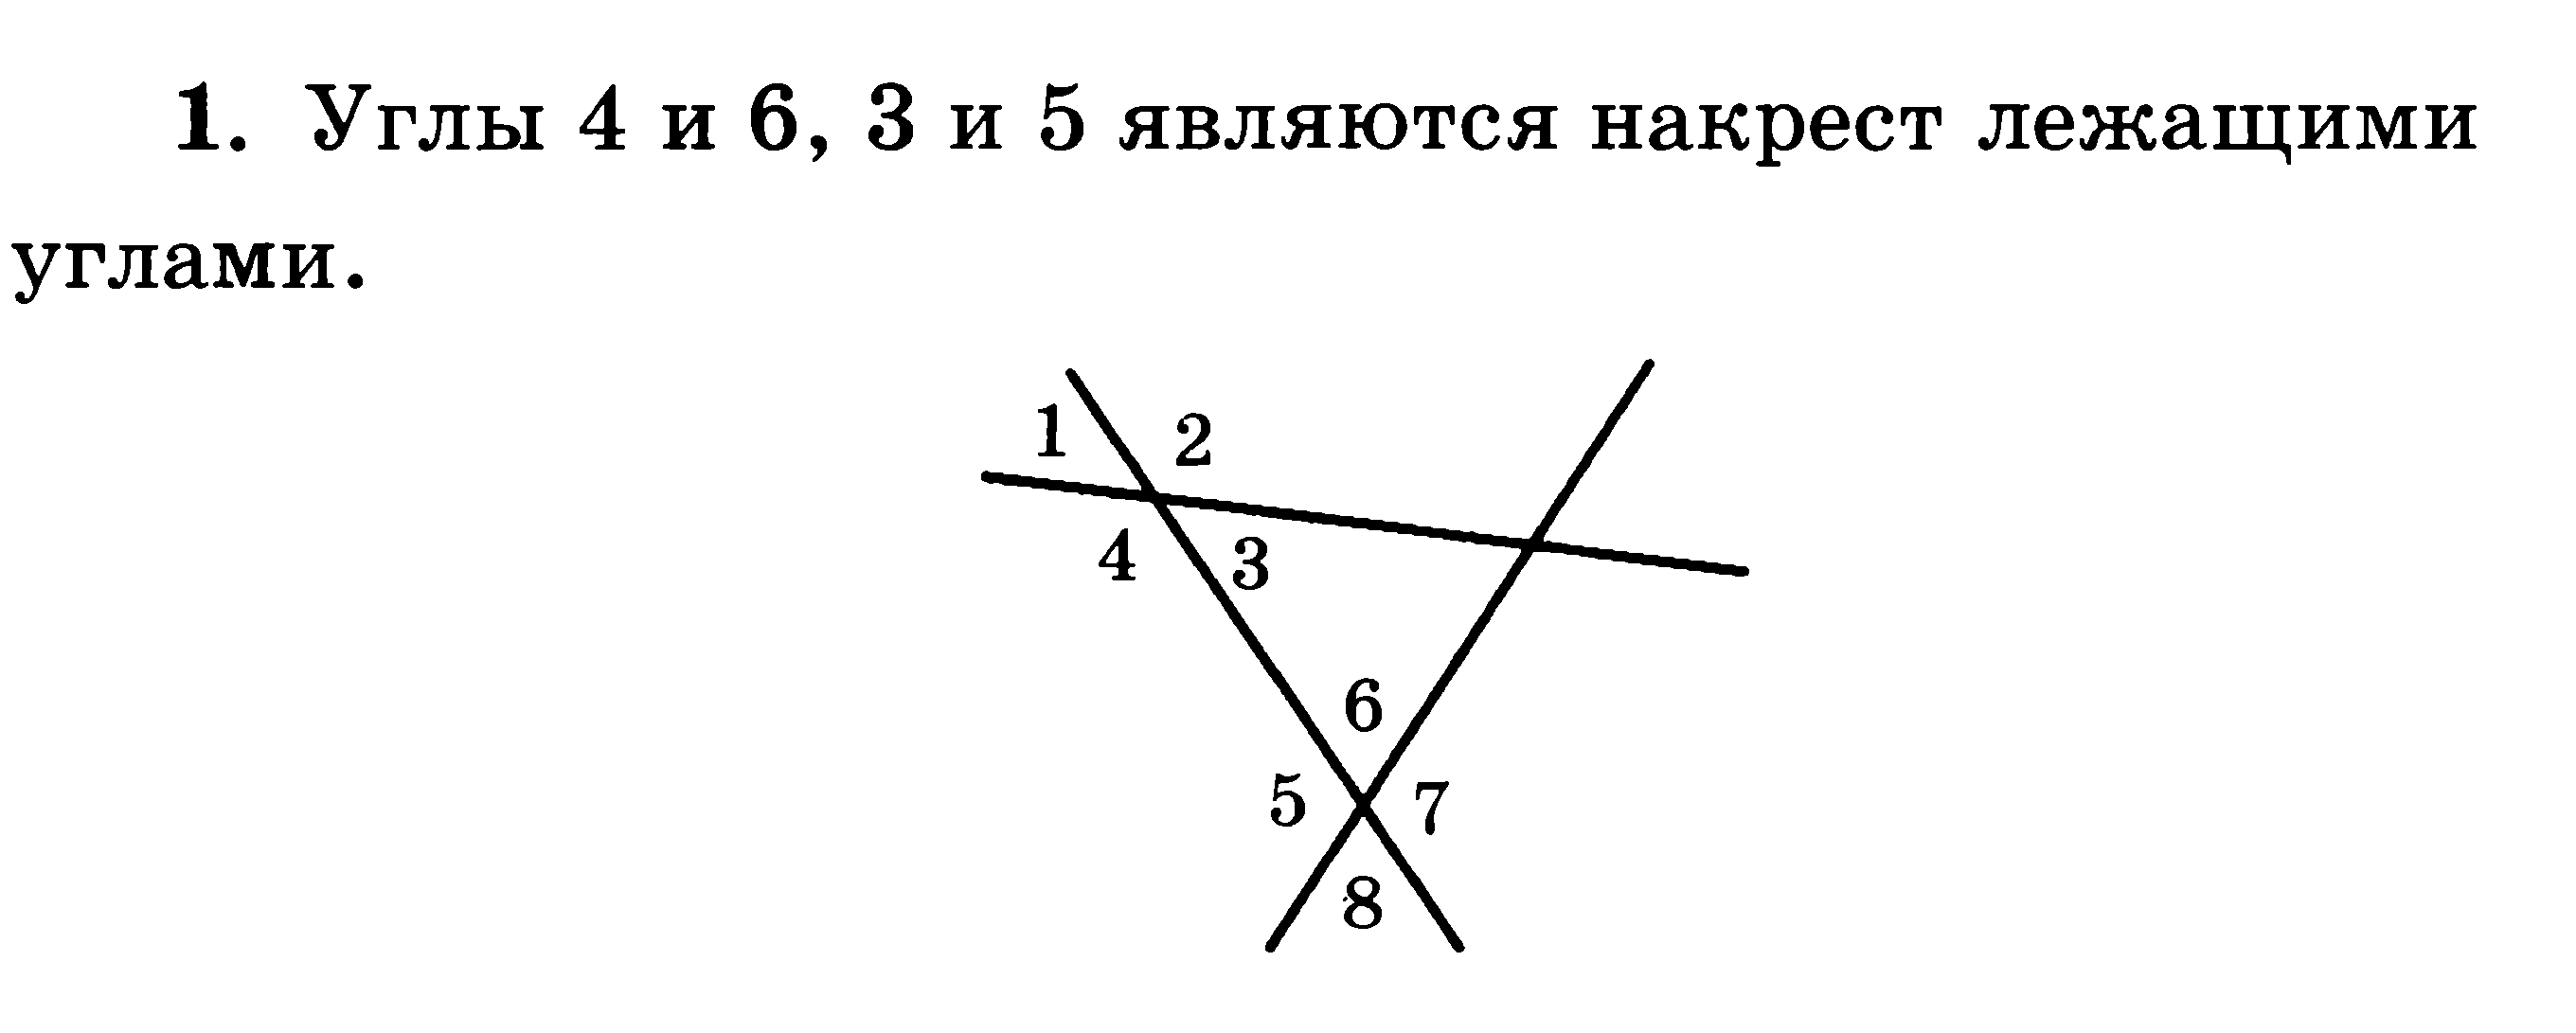 1. Углы 4 и 6, 3 и 5 являются накрест лежащими
углами.
1 2
4 3
6
5 7
8